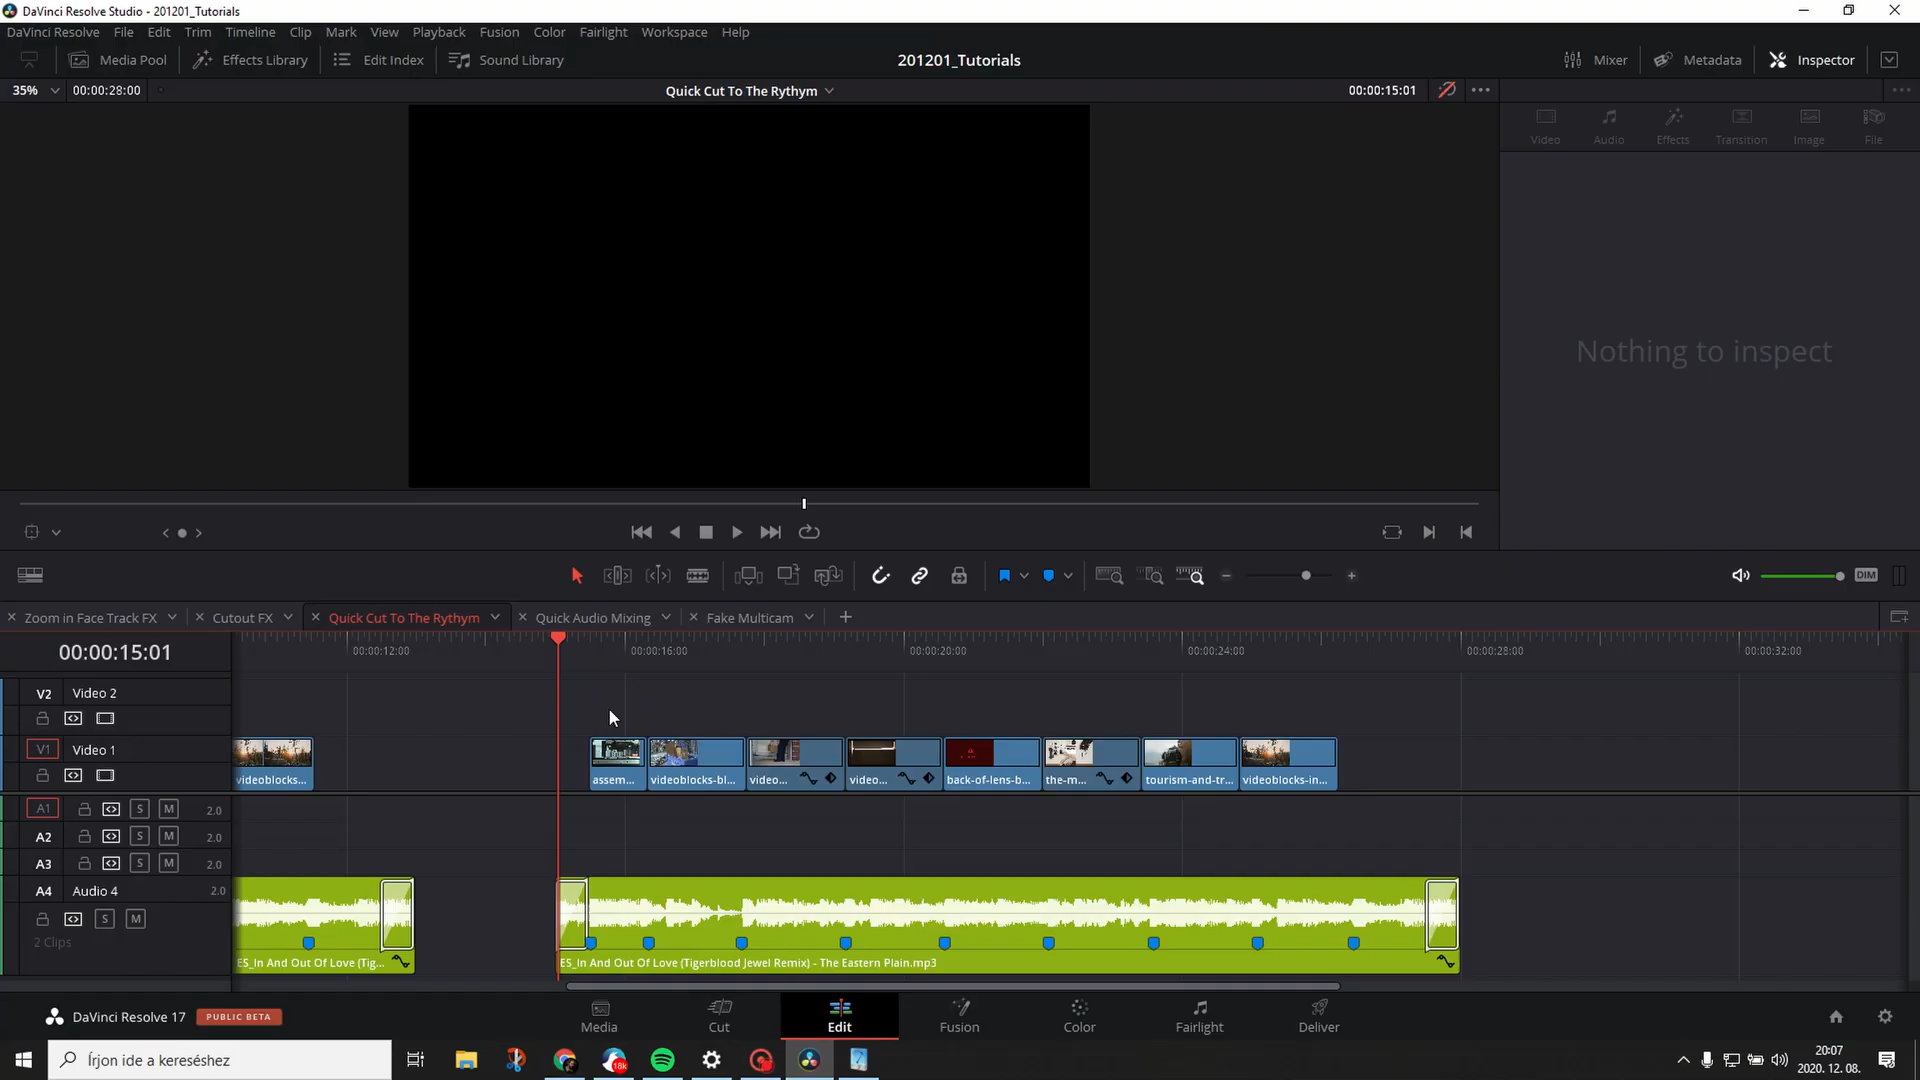 DaVinci Resolve Studio - 201201_Tutorials
DaVinci Resolve File Edit Trim Timeline Clip Mark View Playback Fusion Color Fairlight Workspace Help
Media Pool Effects Library Edit Index Sound Library 201201_Tutorials Mixer Metadata Inspector
35% 00:00:28:00 Quick Cut To The Rythym 00:00:15:01
Video Audio Effects Transition Image File
Nothing to inspect
DIM
Zoom in Face Track FX Cutout FX Quick Cut To The Rythym Quick Audio Mixing Fake Multicam
00:00:15:01 00:00:12:00 00:00:16:00 00:00:20:00 00:00:24:00 00:00:28:00 00:00:32:00
V2 Video 2
V1 Video 1
videoblocks... assem... videoblocks-bl... video... video... back-of-lens-b... the-m... tourism-and-tr... videoblocks-in...
A1 S M 2.0
A2 S M 2.0
A3 S M 2.0
A4 Audio 4 2.0
S M
2 Clips
ES_In And Out Of Love (Tig... ES_In And Out Of Love (Tigerblood Jewel Remix) - The Eastern Plain.mp3
DaVinci Resolve 17 PUBLIC BETA Media Cut Edit Fusion Color Fairlight Deliver
Írjon ide a kereséshez
18k
20:07
2020. 12. 08.